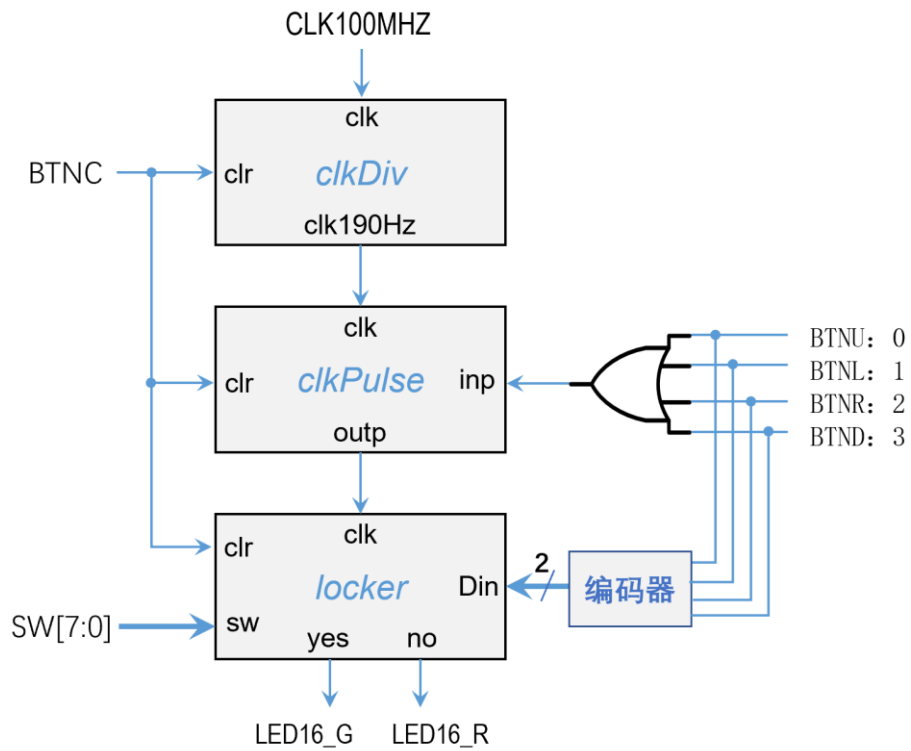 CLK100MHZ
clk
BTNC
clr
clkDiv
clk190Hz
clk
clr
clkPulse
inp
outp
BTNU：0
BTNL：1
BTNR：2
BTND：3
clk
clr
locker
Din
2
编码器
SW[7:0]
sw
yes
no
LED16_G
LED16_R